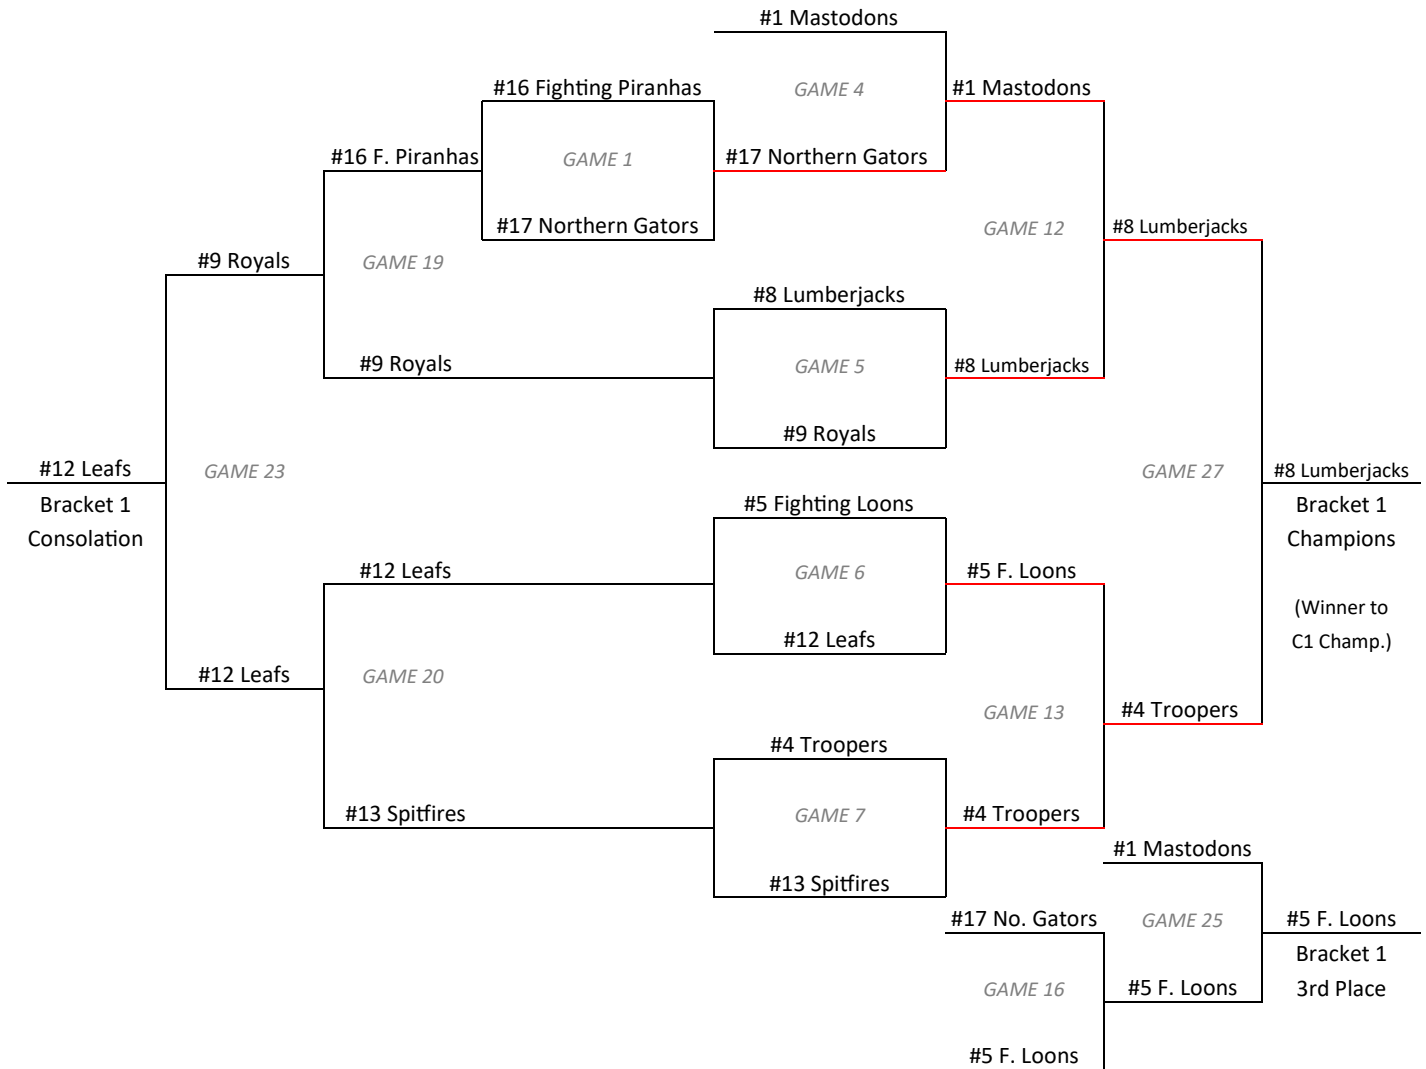 #1 Mastodons
#16 Fighting Piranhas
GAME 4
#1 Mastodons
#16 F. Piranhas
GAME 1
#17 Northern Gators
#17 Northern Gators
GAME 12
#8 Lumberjacks
#9 Royals
GAME 19
#8 Lumberjacks
#9 Royals
GAME 5
#8 Lumberjacks
#9 Royals
#12 Leafs
GAME 23
GAME 27
#8 Lumberjacks
Bracket 1
Consolation
#5 Fighting Loons
Bracket 1
Champions
#12 Leafs
GAME 6
#5 F. Loons
(Winner to
C1 Champ.)
#12 Leafs
#12 Leafs
GAME 20
GAME 13
#4 Troopers
#4 Troopers
#13 Spitfires
GAME 7
#4 Troopers
#1 Mastodons
#13 Spitfires
#17 No. Gators
GAME 25
#5 F. Loons
Bracket 1
3rd Place
GAME 16
#5 F. Loons
#5 F. Loons